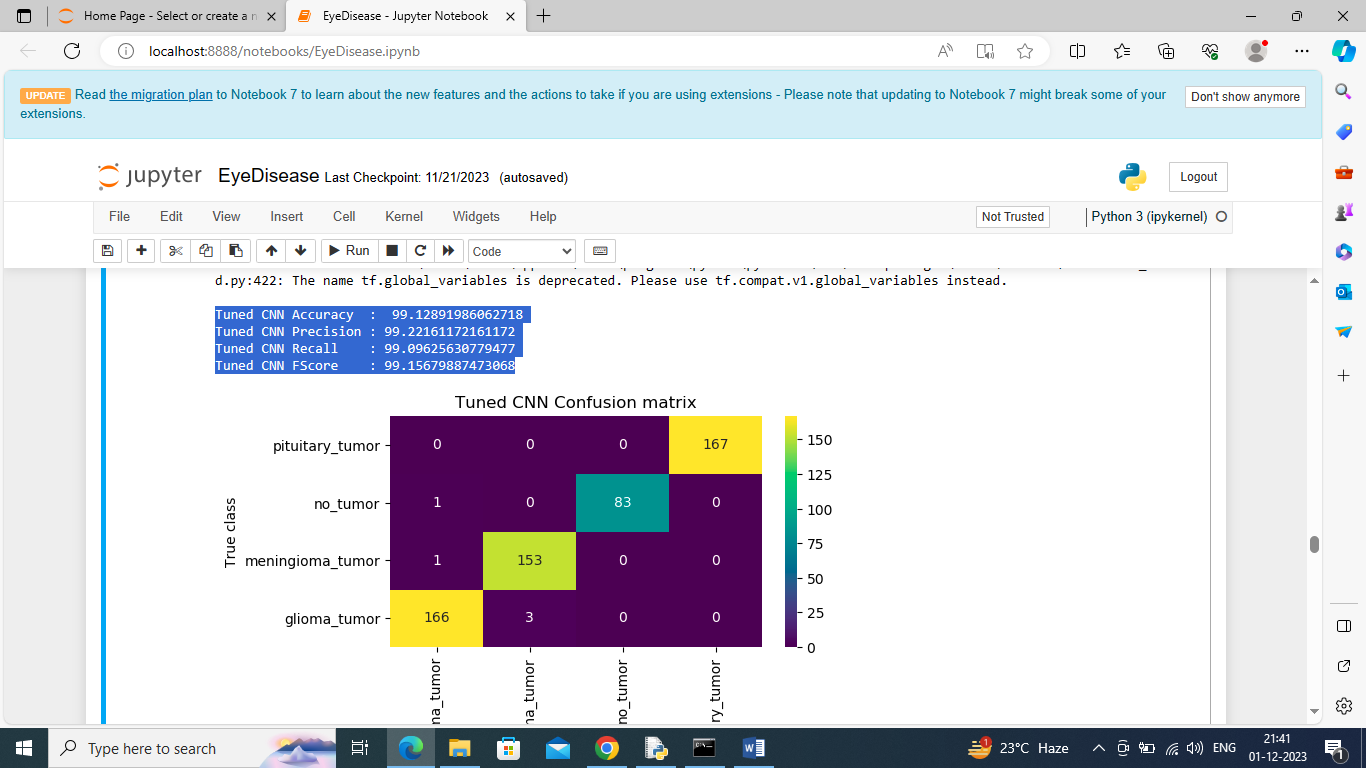 Home Page - Select or create a n
EyeDisease - Jupyter Notebook
localhost:8888/notebooks/EyeDisease.ipynb
UPDATE Read the migration plan to Notebook 7 to learn about the new features and the actions to take if you are using extensions - Please note that updating to Notebook 7 might break some of your
extensions.
Don't show anymore
jupyter EyeDisease Last Checkpoint: 11/21/2023 (autosaved)
Logout
File Edit View Insert Cell Kernel Widgets Help
Not Trusted
Python 3 (ipykernel)
Run
Code
d.py:422: The name tf.global_variables is deprecated. Please use tf.compat.v1.global_variables instead.
Tuned CNN Accuracy  :  99.12891986062718
Tuned CNN Precision : 99.22161172161172
Tuned CNN Recall    : 99.09625630779477
Tuned CNN FScore    : 99.15679887473068
Tuned CNN Confusion matrix
pituitary_tumor 0 0 0 167
no_tumor 1 0 83 0
meningioma_tumor 1 153 0 0
glioma_tumor 166 3 0 0
True class
150
125
100
75
50
25
0
ma_tumor
na_tumor
no_tumor
ry_tumor
Type here to search
1
23°C Haze
ENG
21:41
01-12-2023
1